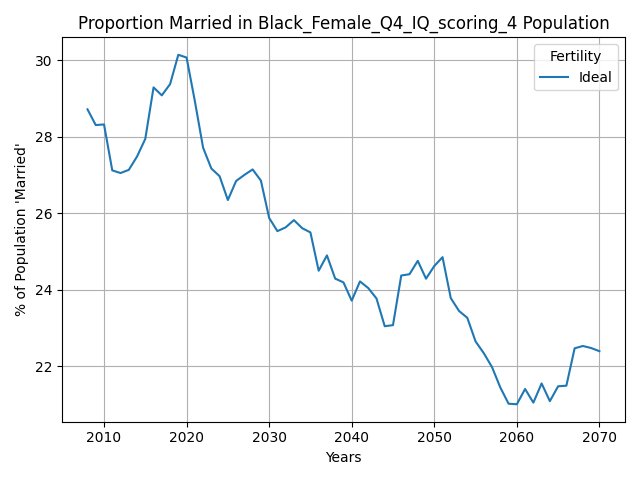 Proportion Married in Black_Female_Q4_IQ_scoring_4 Population
% of Population 'Married'
30
28
26
24
22
Fertility
Ideal
2010 2020 2030 2040 2050 2060 2070
Years